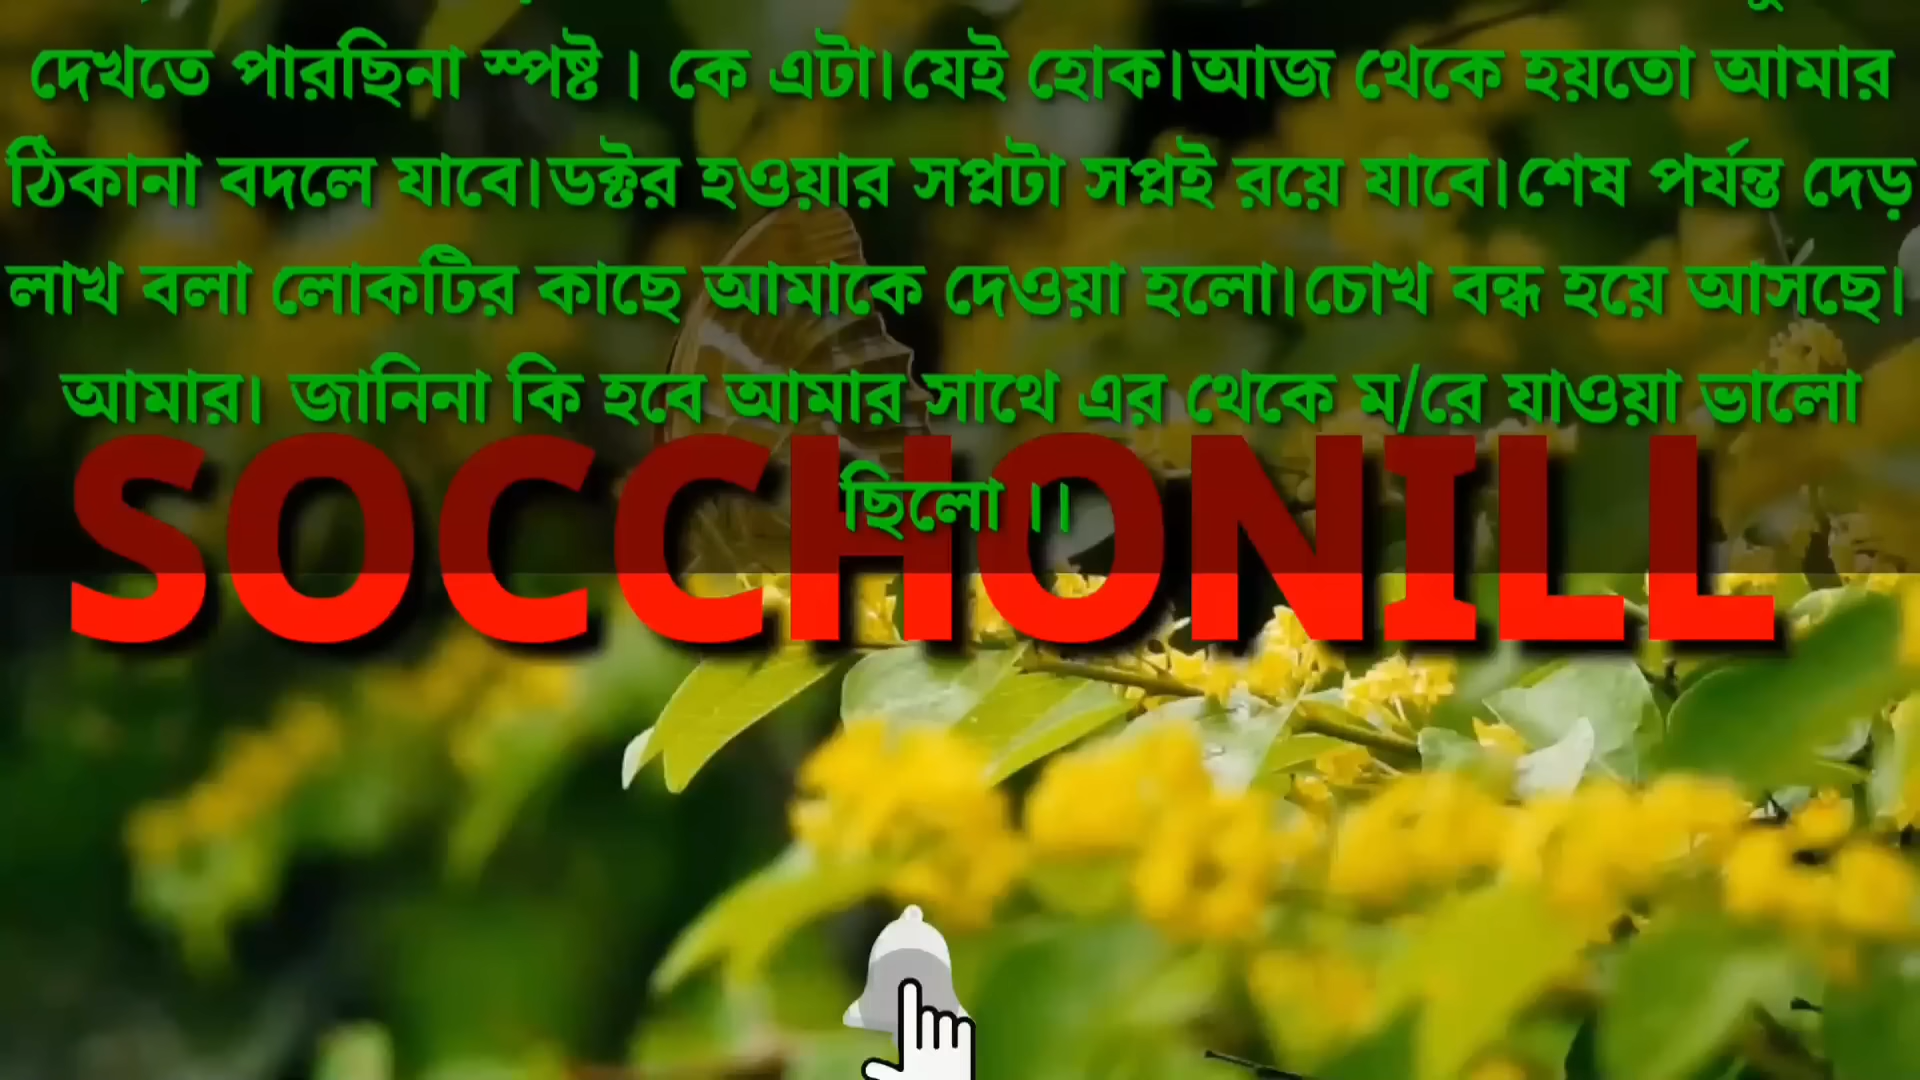 দেখতে পারছিনা স্পষ্ট । কে এটা।যেই হোক।আজ থেকে হয়তো আমার
ঠিকানা বদলে যাবে।ডক্টর হওয়ার সপ্নটা সপ্নই রয়ে যাবে।শেষ পর্যন্ত দেড়
লাখ বলা লোকটির কাছে আমাকে দেওয়া হলো।চোখ বন্ধ হয়ে আসছে।
আমার। জানিনা কি হবে আমার সাথে এর থেকে ম/রে যাওয়া ভালো
ছিলো ।।
SOCCHONILL